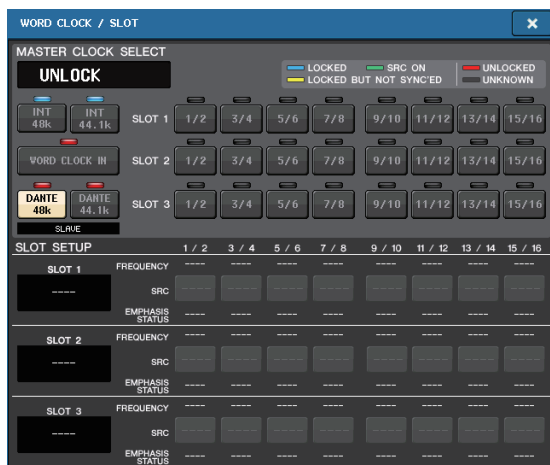 WORD CLOCK / SLOT
MASTER CLOCK SELECT
UNLOCK
LOCKED SRC ON UNLOCKED
LOCKED BUT NOT SYNC'ED UNKNOWN
INT 48k INT 44.1k SLOT 1 1/2 3/4 5/6 7/8 9/10 11/12 13/14 15/16
WORD CLOCK IN SLOT 2 1/2 3/4 5/6 7/8 9/10 11/12 13/14 15/16
DANTE 48k DANTE 44.1k SLOT 3 1/2 3/4 5/6 7/8 9/10 11/12 13/14 15/16
SLAVE
SLOT SETUP 1 / 2 3 / 4 5 / 6 7 / 8 9 / 10 11 / 12 13 / 14 15 / 16
SLOT 1 FREQUENCY ---- ---- ---- ---- ---- ---- ---- ----
---- SRC ---- ---- ---- ---- ---- ---- ---- ----
EMPHASIS STATUS ---- ---- ---- ---- ---- ---- ---- ----
SLOT 2 FREQUENCY ---- ---- ---- ---- ---- ---- ---- ----
---- SRC ---- ---- ---- ---- ---- ---- ---- ----
EMPHASIS STATUS ---- ---- ---- ---- ---- ---- ---- ----
SLOT 3 FREQUENCY ---- ---- ---- ---- ---- ---- ---- ----
---- SRC ---- ---- ---- ---- ---- ---- ---- ----
EMPHASIS STATUS ---- ---- ---- ---- ---- ---- ---- ----